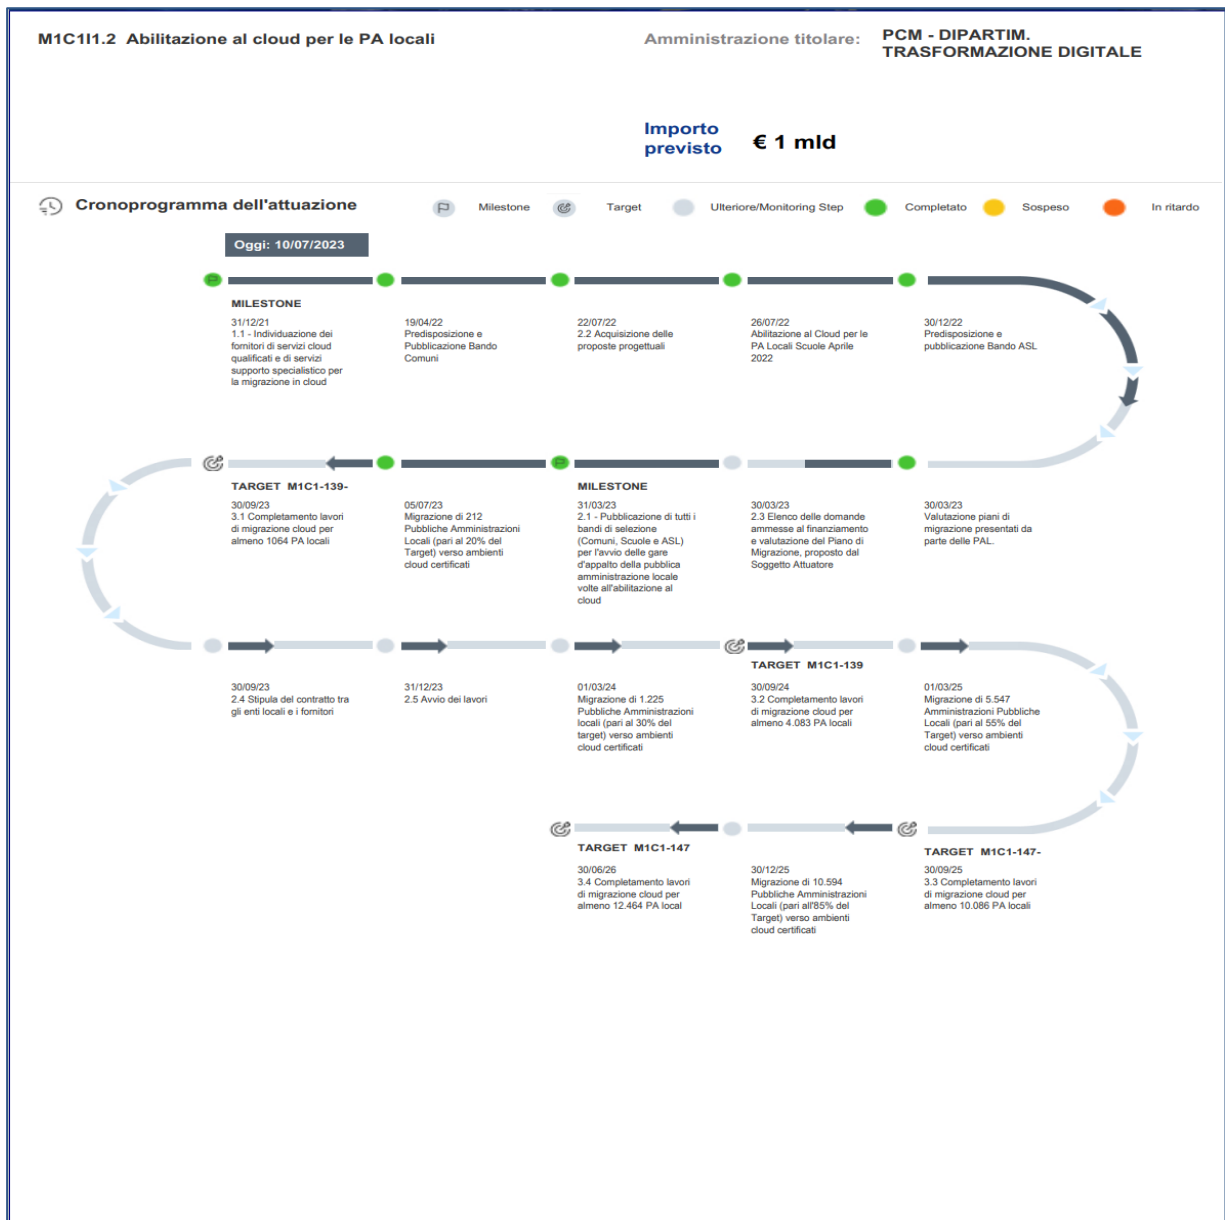 M1C1I1.2 Abilitazione al cloud per le PA locali
Amministrazione titolare:
PCM - DIPARTIM.
TRASFORMAZIONE DIGITALE
Importo
previsto
€ 1 mld
Cronoprogramma dell'attuazione
Milestone
Target
Ulteriore/Monitoring Step
Completato
Sospeso
In ritardo
Oggi: 10/07/2023
MILESTONE
31/12/21
1.1 - Individuazione dei
fornitori di servizi cloud
qualificati e di servizi
supporto specialistico per
la migrazione in cloud
19/04/22
Predisposizione e
Pubblicazione Bando
Comuni
22/07/22
2.2 Acquisizione delle
proposte progettuali
26/07/22
Abilitazione al Cloud per le
PA Locali Scuole Aprile
2022
30/12/22
Predisposizione e
pubblicazione Bando ASL
TARGET M1C1-139-
30/09/23
3.1 Completamento lavori
di migrazione cloud per
almeno 1064 PA locali
05/07/23
Migrazione di 212
Pubbliche Amministrazioni
Locali (pari al 20% del
Target) verso ambienti
cloud certificati
MILESTONE
31/03/23
2.1 - Pubblicazione di tutti i
bandi di selezione
(Comuni, Scuole e ASL)
per l'avvio delle gare
d'appalto della pubblica
amministrazione locale
volte all'abilitazione al
cloud
30/03/23
2.3 Elenco delle domande
ammesse al finanziamento
e valutazione del Piano di
Migrazione, proposto dal
Soggetto Attuatore
30/03/23
Valutazione piani di
migrazione presentati da
parte delle PAL.
30/09/23
2.4 Stipula del contratto tra
gli enti locali e i fornitori
31/12/23
2.5 Avvio dei lavori
01/03/24
Migrazione di 1.225
Pubbliche Amministrazioni
locali (pari al 30% del
target) verso ambienti
cloud certificati
TARGET M1C1-139
30/09/24
3.2 Completamento lavori
di migrazione cloud per
almeno 4.083 PA locali
01/03/25
Migrazione di 5.547
Amministrazioni Pubbliche
Locali (pari al 55% del
Target) verso ambienti
cloud certificati
TARGET M1C1-147
30/06/26
3.4 Completamento lavori
di migrazione cloud per
almeno 12.464 PA local
30/12/25
Migrazione di 10.594
Pubbliche Amministrazioni
Locali (pari all'85% del
Target) verso ambienti
cloud certificati
TARGET M1C1-147-
30/09/25
3.3 Completamento lavori
di migrazione cloud per
almeno 10.086 PA locali